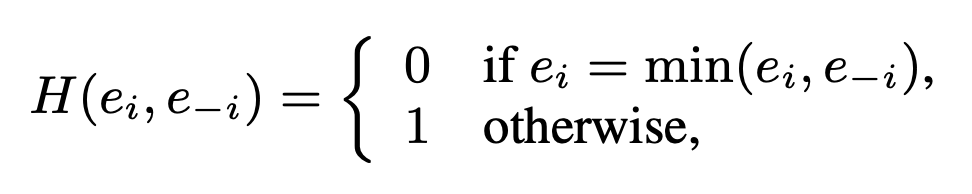 H(e_i, e_{−i}) = { 0 if e_i = min(e_i, e_{−i}),
1 otherwise,